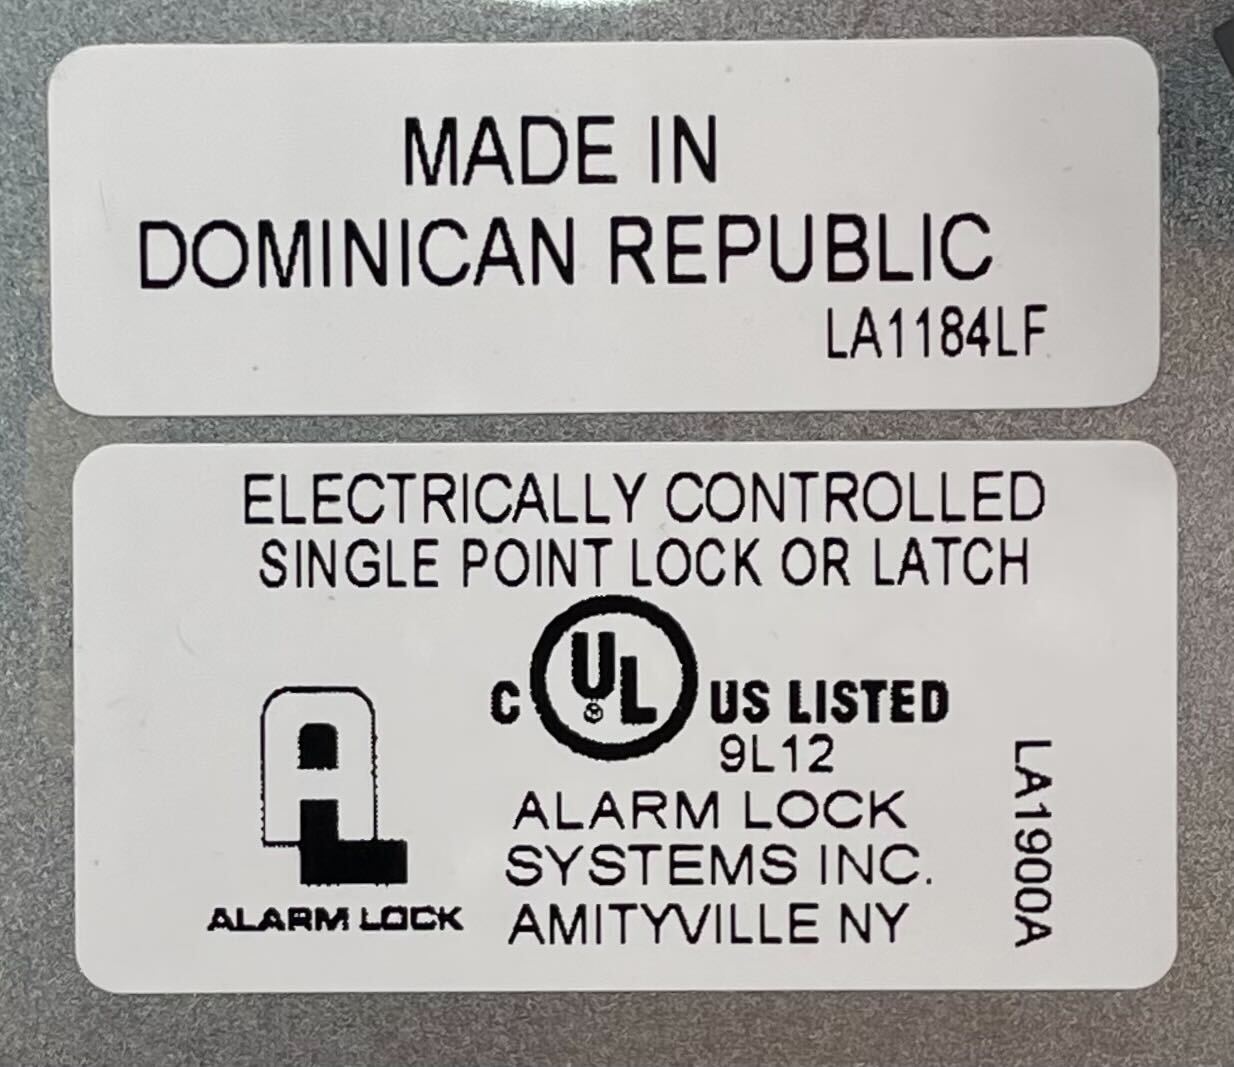 MADE IN
DOMINICAN REPUBLIC
LA1184LF
ELECTRICALLY CONTROLLED
SINGLE POINT LOCK OR LATCH
C UL US LISTED
9L12
AL
ALARM LOCK
ALARM LOCK
SYSTEMS INC.
AMITYVILLE NY
LA1900A